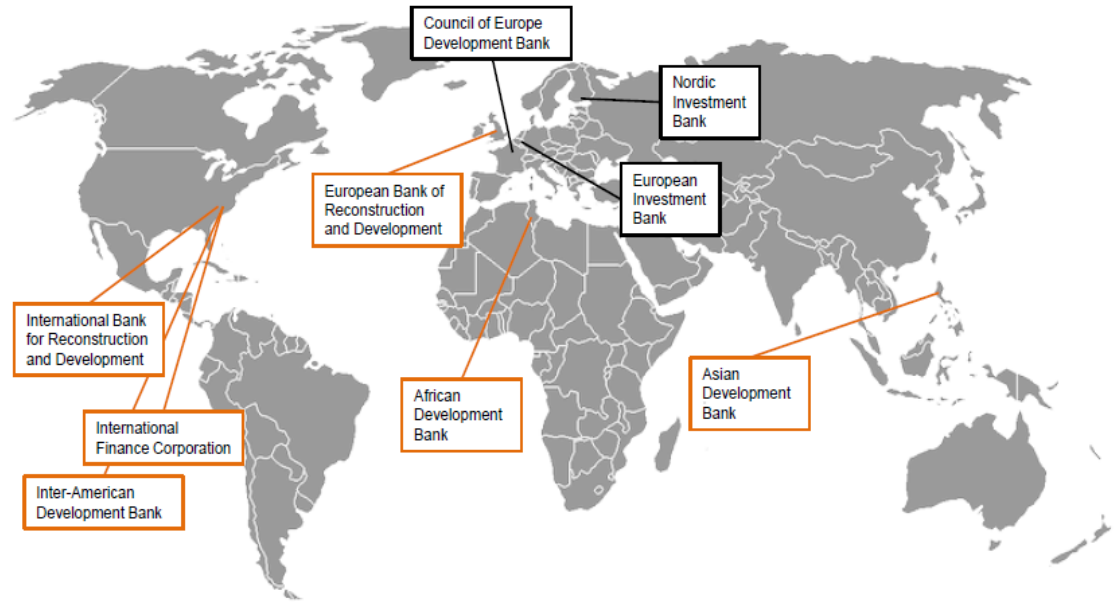 Council of Europe
Development Bank
Nordic
Investment
Bank
European Bank of
Reconstruction
and Development
European
Investment
Bank
International Bank
for Reconstruction
and Development
African
Development
Bank
Asian
Development
Bank
International
Finance Corporation
Inter-American
Development Bank